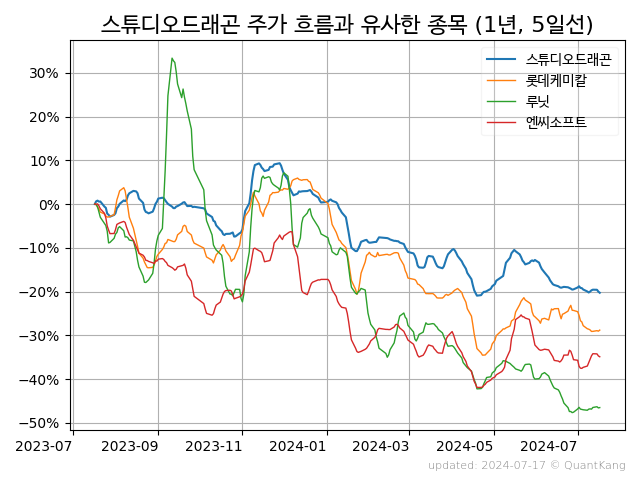 스튜디오드래곤 주가 흐름과 유사한 종목 (1년, 5일선)
스튜디오드래곤
롯데케미칼
루닛
엔씨소프트
30%
20%
10%
0%
−10%
−20%
−30%
−40%
−50%
2023-07
2023-09
2023-11
2024-01
2024-03
2024-05
2024-07
updated: 2024-07-17 © QuantKang